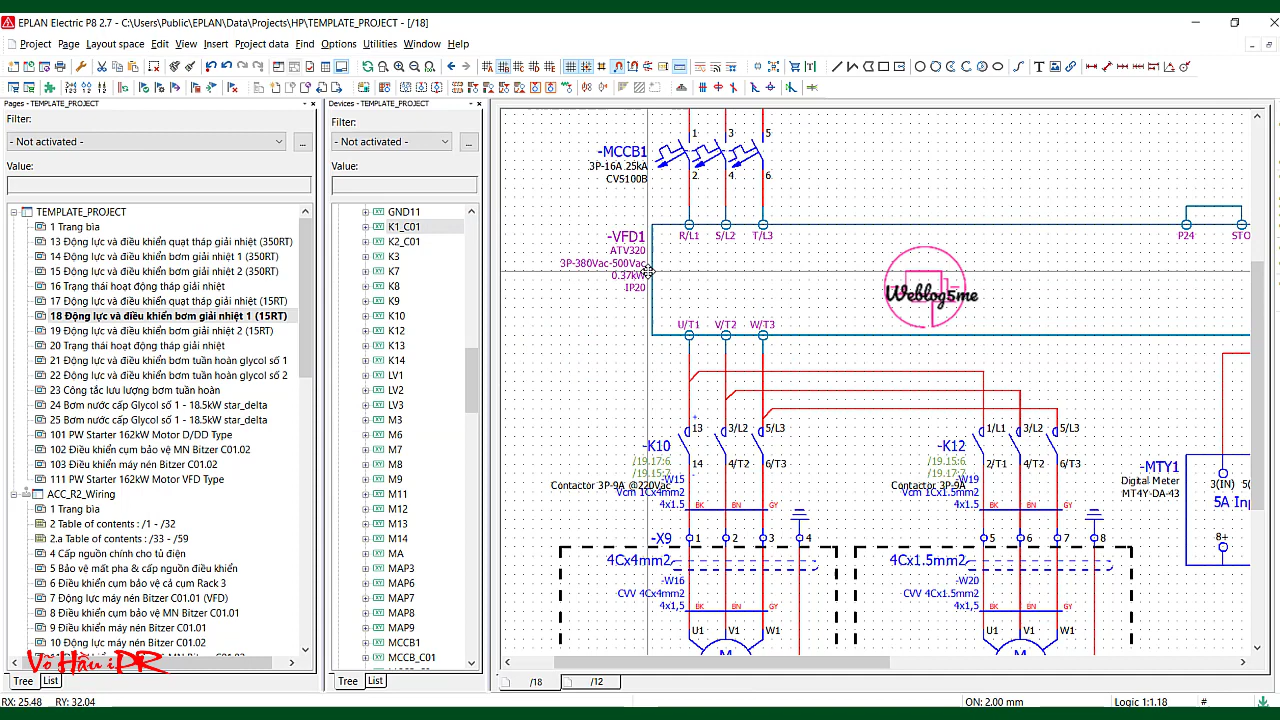 EPLAN Electric P8 2.7 - C:\Users\Public\EPLAN\Data\Projects\HP\TEMPLATE_PROJECT - [/18]
Project Page Layout space Edit View Insert Project data Find Options Utilities Window Help
Pages - TEMPLATE_PROJECT
Filter:
- Not activated -
...
Value:
TEMPLATE_PROJECT
1 Trang bìa
13 Động lực và điều khiển quạt tháp giải nhiệt (350RT)
14 Động lực và điều khiển bơm giải nhiệt 1 (350RT)
15 Động lực và điều khiển bơm giải nhiệt 2 (350RT)
16 Trạng thái hoạt động tháp giải nhiệt
17 Động lực và điều khiển quạt tháp giải nhiệt (15RT)
18 Động lực và điều khiển bơm giải nhiệt 1 (15RT)
19 Động lực và điều khiển bơm giải nhiệt 2 (15RT)
20 Trạng thái hoạt động tháp giải nhiệt
21 Động lực và điều khiển bơm tuần hoàn glycol số 1
22 Động lực và điều khiển bơm tuần hoàn glycol số 2
23 Công tắc lưu lượng bơm tuần hoàn
24 Bơm nước cấp Glycol số 1 - 18.5kW star_delta
25 Bơm nước cấp Glycol số 1 - 18.5kW star_delta
101 PW Starter 162kW Motor D/DD Type
102 Điều khiển cụm bảo vệ MN Bitzer C01.02
103 Điều khiển máy nén Bitzer C01.02
111 PW Starter 162kW Motor VFD Type
ACC_R2_Wiring
1 Trang bìa
2 Table of contents : /1 - /32
2.a Table of contents : /33 - /59
4 Cấp nguồn chính cho tủ điện
5 Bảo vệ mất pha & cấp nguồn điều khiển
6 Điều khiển cụm bảo vệ cả cụm Rack 3
7 Động lực máy nén Bitzer C01.01 (VFD)
8 Điều khiển cụm bảo vệ MN Bitzer C01.01
9 Điều khiển máy nén Bitzer C01.01
10 Động lực máy nén Bitzer C01.02
Võ Hậu iPR
Tree List
Devices - TEMPLATE_PROJECT
Filter:
- Not activated -
...
Value:
GND11
K1_C01
K2_C01
K3
K7
K8
K9
K10
K12
K13
K14
LV1
LV2
LV3
M3
M6
M7
M8
M9
M11
M12
M13
M14
MA
MAP3
MAP6
MAP7
MAP8
MAP9
MCCB1
MCCB_C01
Tree List
1 3 5
-MCCB1
3P-16A 25kA
CV5100B
2 4 6
-VFD1
ATV320
3P-380Vac-500Vac
0.37kW
IP20
R/L1 S/L2 T/L3
P24 STO
Weblog5me
U/T1 V/T2 W/T3
13 3/L2 5/L3
-K10
/19.17:6
/19.15:7
14 4/T2 6/T3
Contactor 3P-9A @220Vac
-W15
Vcm 1Cx4mm2
4x1.5
BK BN GY
1/L1 3/L2 5/L3
-K12
/19.15:6
/19.17:7
2/T1 4/T2 6/T3
Contactor 3P-9A
-W19
Vcm 1Cx1.5mm2
4x1.5
BK BN GY
-MTY1
Digital Meter
MT4Y-DA-43
3(IN)
5A In
8+
-X9 1 2 3 4 5 6 7 8
4Cx4mm2
-W16
CVV 4Cx4mm2
4x1,5
BK BN GY
4Cx1.5mm2
-W20
CVV 4Cx1.5mm2
4x1,5
BK BN GY
U1 V1 W1
M
U1 V1 W1
M
/18 /12
RX: 25.48 RY: 32.04 ON: 2.00 mm Logic 1:1.18 #